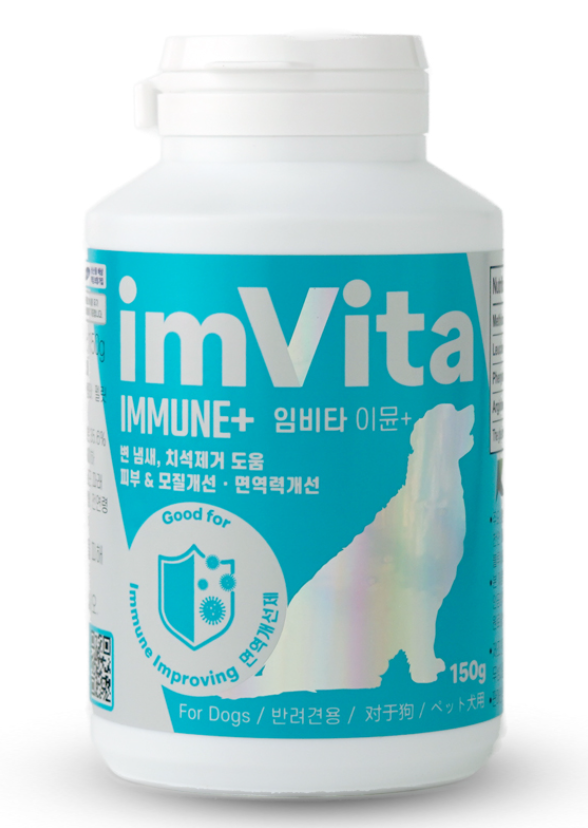 imVita
IMMUNE+ 임비타 이뮨+
변 냄새, 치석제거 도움
피부 & 모질개선 · 면역력개선
Good for
Immune Improving 면역개선제
150g
For Dogs / 반려견용 / 对于狗 / ペット犬用